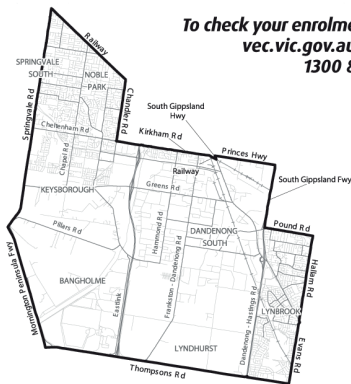 To check your enrolme
vec.vic.gov.au
1300 8
Railway
SPRINGVALE
SOUTH
NOBLE
PARK
Springvale Rd
Chandler Rd
South Gippsland
Hwy
Cheltenham Rd
Kirkham Rd
Princes Hwy
Chapel Rd
Railway
South Gippsland Fwy
KEYSBOROUGH
Greens Rd
Pound Rd
Pillars Rd
Hammond Rd
DANDENONG
SOUTH
Frankston - Dandenong Rd
Hallam Rd
Mornington Peninsula Fwy
BANGHOLME
Eastlink
Dandenong - Hastings Rd
LYNBROOK
Evans Rd
LYNDHURST
Thompsons Rd